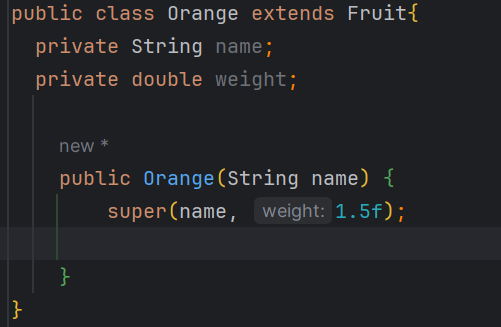 public class Orange extends Fruit{
private String name;
private double weight;
new *
public Orange(String name) {
super(name, weight: 1.5f);
}
}